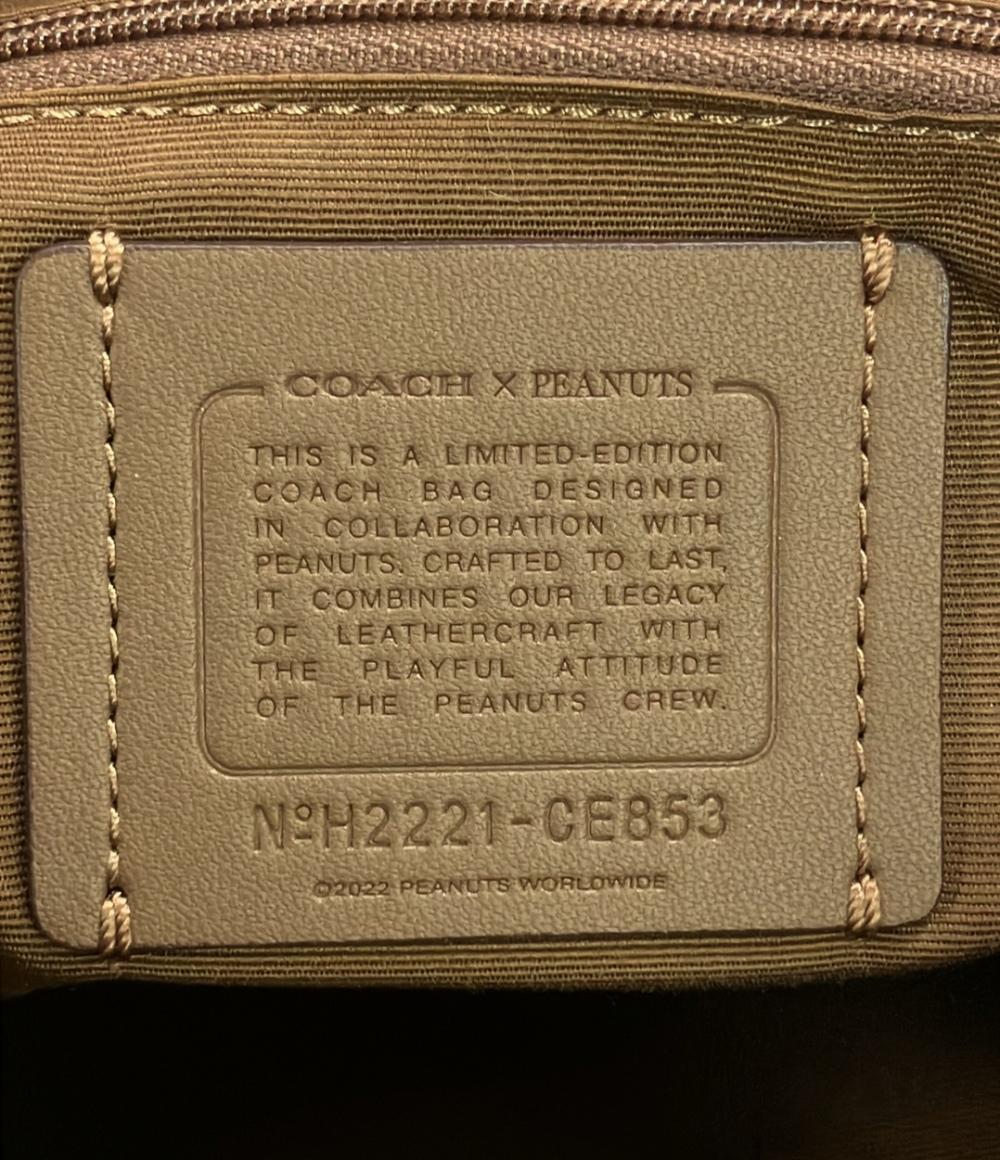 COACH X PEANUTS
THIS IS A LIMITED-EDITION
COACH BAG DESIGNED
IN COLLABORATION WITH
PEANUTS. CRAFTED TO LAST,
IT COMBINES OUR LEGACY
OF LEATHERCRAFT WITH
THE PLAYFUL ATTITUDE
OF THE PEANUTS CREW.
NºH2221-CE853
©2022 PEANUTS WORLDWIDE